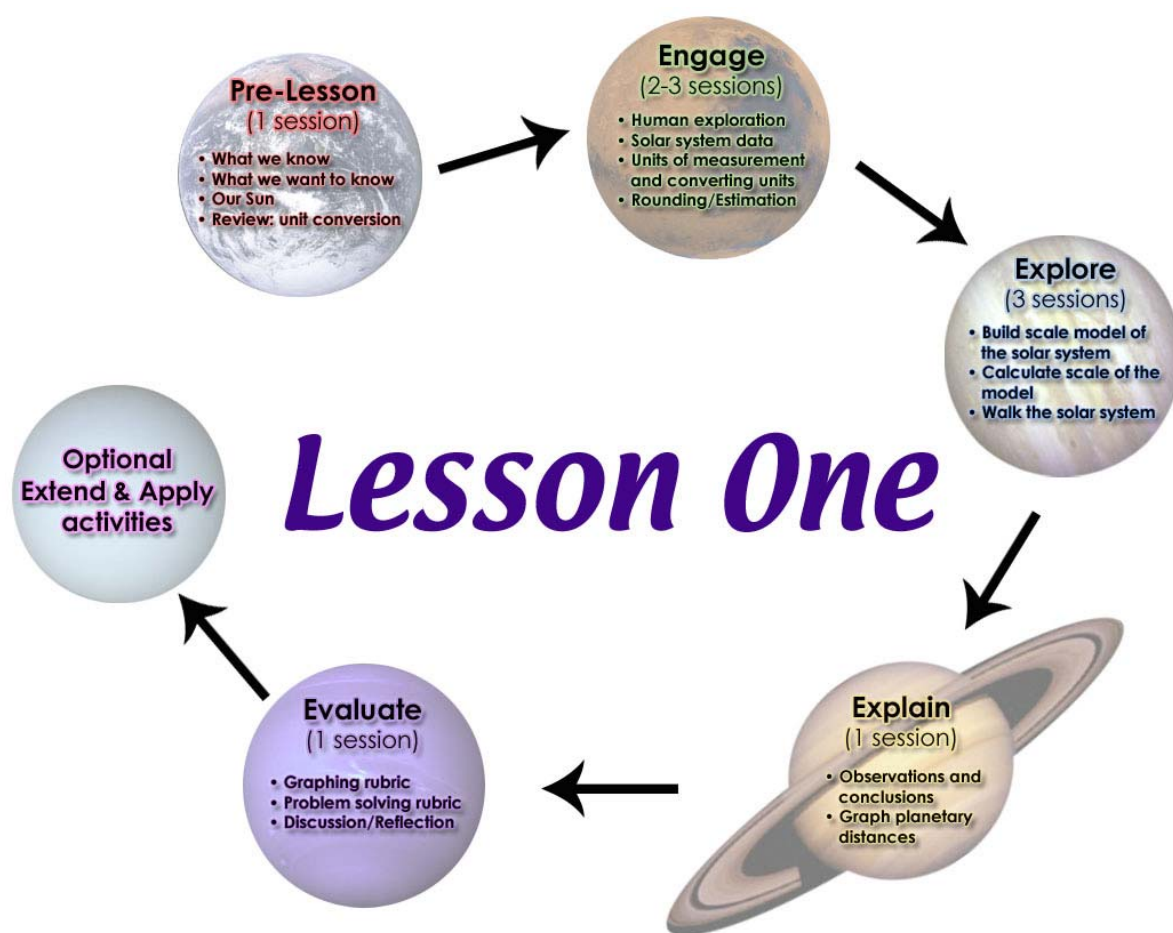 Pre-Lesson
(1 session)
• What we know
• What we want to know
• Our Sun
• Review: unit conversion
Engage
(2-3 sessions)
• Human exploration
• Solar system data
• Units of measurement
and converting units
• Rounding/Estimation
Explore
(3 sessions)
• Build scale model of
the solar system
• Calculate scale of the
model
• Walk the solar system
Lesson One
Explain
(1 session)
• Observations and
conclusions
• Graph planetary
distances
Evaluate
(1 session)
• Graphing rubric
• Problem solving rubric
• Discussion/Reflection
Optional
Extend & Apply
activities